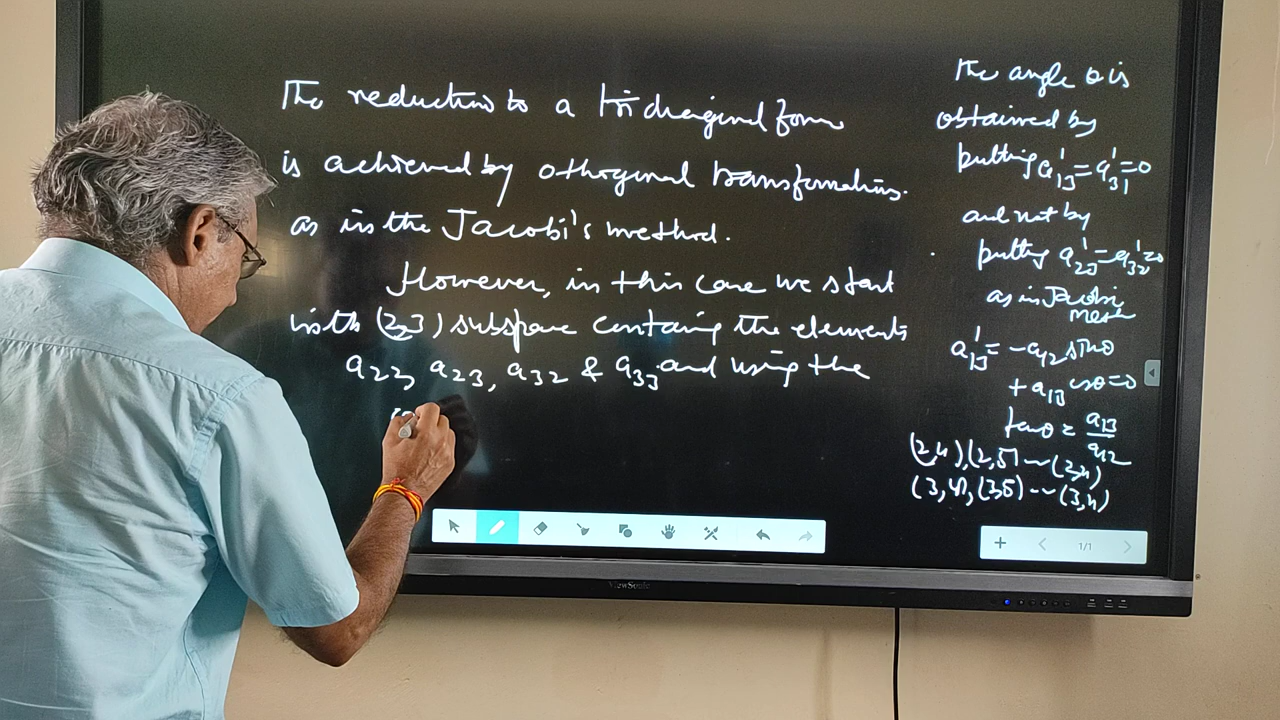 The reduction to a tridiagonal form
is achieved by orthogonal transformations.
as in the Jacobi's method.
However, in this case we start
with (2,3) subspace containing the elements
a₂₂, a₂₃, a₃₂ & a₃₃ and using the
The angle θ is
obtained by
putting a'₁₃ = a'₃₁ = 0
and not by
putting a'₂₃ = a'₃₂ = 0
as in Jacobi
a'₁₃ = -a₁₂ sinθ
+ a₁₃ cosθ = 0
tanθ = a₁₃/a₁₂
(2,4), (2,5) --- (2,n)
(3,4), (3,5) --- (3,n)
1/1
ViewSonic